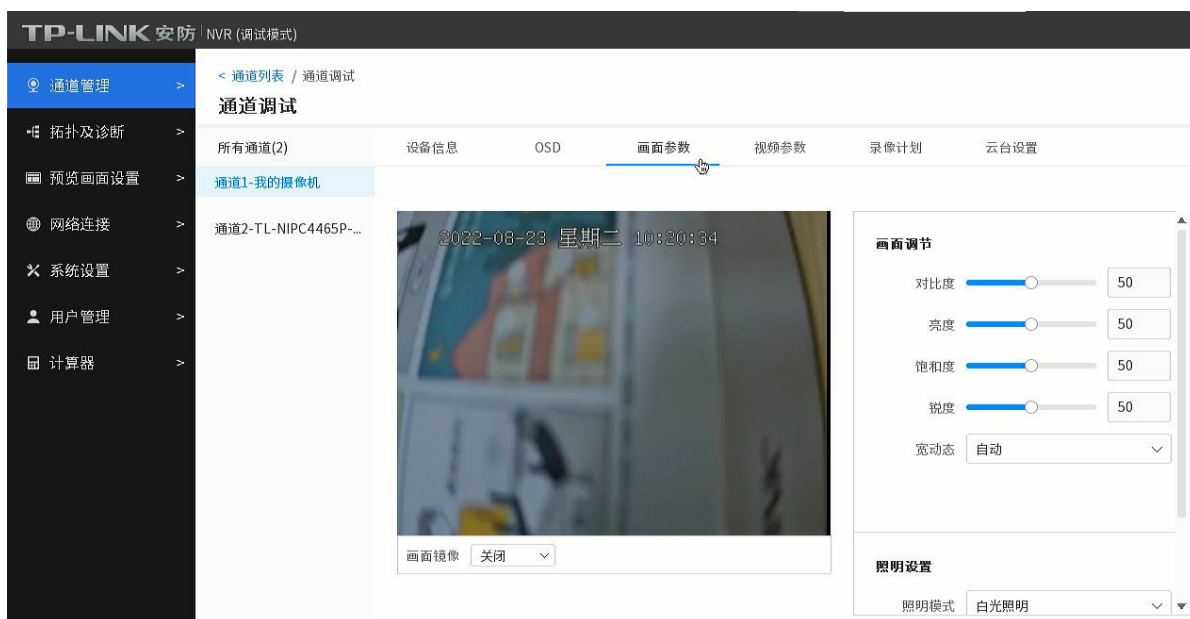 TP-LINK 安防 NVR (调试模式)
通道管理 >
拓扑及诊断 >
预览画面设置 >
网络连接 >
系统设置 >
用户管理 >
计算器 >
< 通道列表 / 通道调试
通道调试
所有通道(2)
通道1-我的摄像机
通道2-TL-NIPC4465P-...
设备信息 OSD 画面参数 视频参数 录像计划 云台设置
2022-08-23 星期二 10:20:34
画面镜像 关闭
画面调节
对比度 50
亮度 50
饱和度 50
锐度 50
宽动态 自动
照明设置
照明模式 白光照明